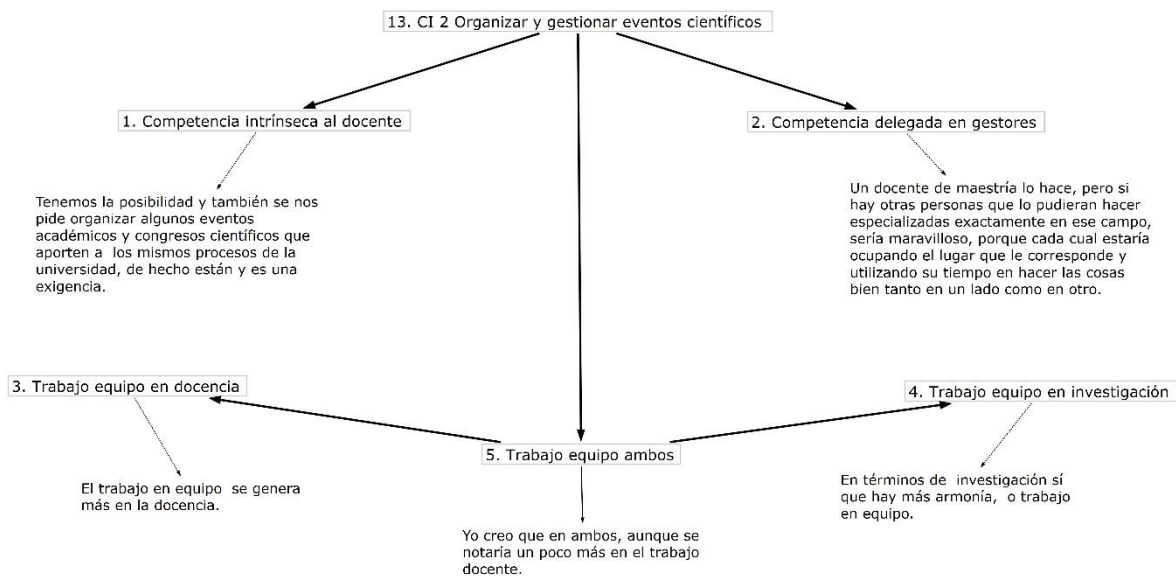 13. CI 2 Organizar y gestionar eventos científicos
1. Competencia intrínseca al docente
2. Competencia delegada en gestores
Tenemos la posibilidad y también se nos
pide organizar algunos eventos
académicos y congresos científicos que
aporten a los mismos procesos de la
universidad, de hecho están y es una
exigencia.
Un docente de maestría lo hace, pero si
hay otras personas que lo pudieran hacer
especializadas exactamente en ese campo,
sería maravilloso, porque cada cual estaría
ocupando el lugar que le corresponde y
utilizando su tiempo en hacer las cosas
bien tanto en un lado como en otro.
3. Trabajo equipo en docencia
4. Trabajo equipo en investigación
5. Trabajo equipo ambos
El trabajo en equipo se genera
más en la docencia.
Yo creo que en ambos, aunque se
notaría un poco más en el trabajo
docente.
En términos de investigación sí
que hay más armonía, o trabajo
en equipo.